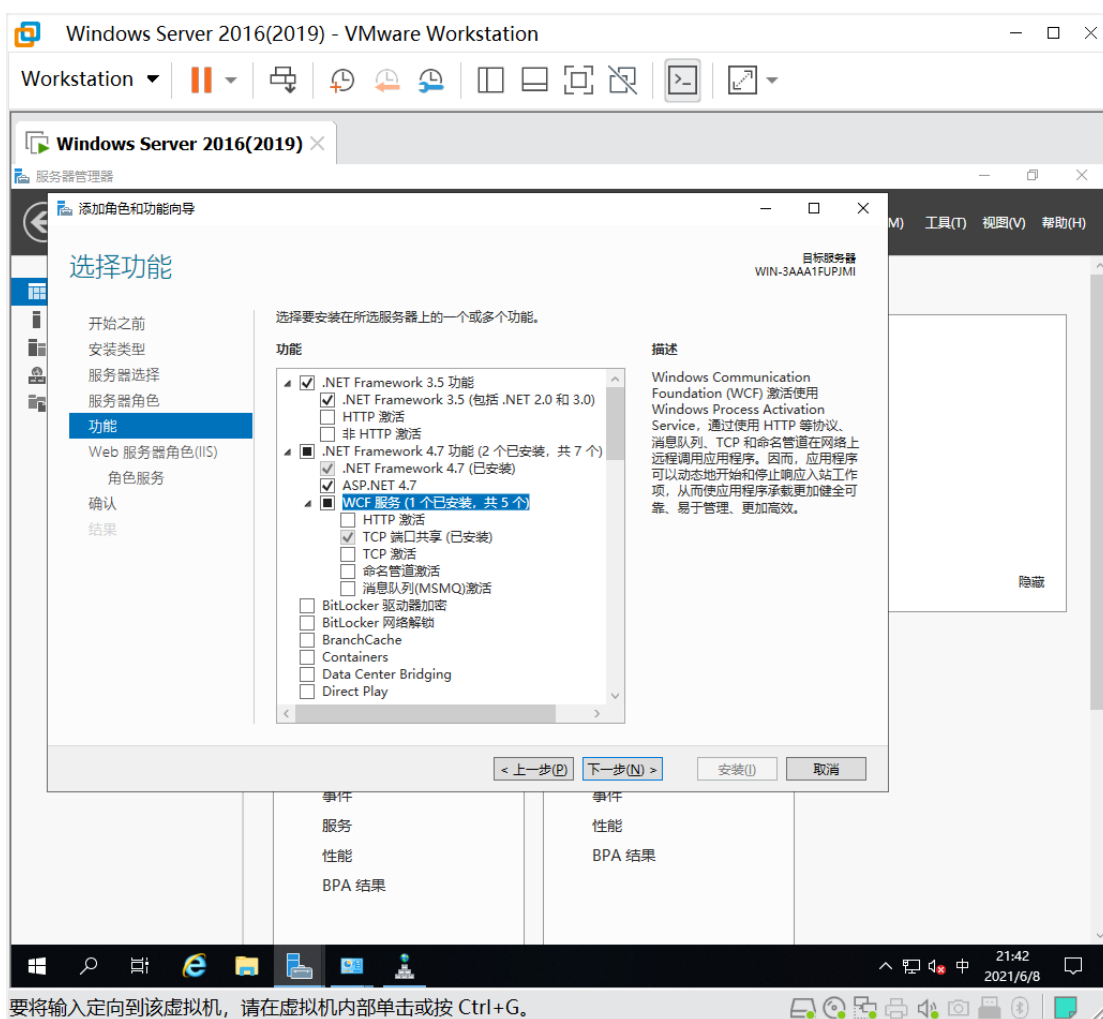 Windows Server 2016(2019) - VMware Workstation
Workstation
Windows Server 2016(2019)
服务器管理器
M) 工具(T) 视图(V) 帮助(H)
添加角色和功能向导
选择功能
目标服务器
WIN-3AAA1FUPJMI
开始之前
安装类型
服务器选择
服务器角色
功能
Web 服务器角色(IIS)
角色服务
确认
结果
选择要安装在所选服务器上的一个或多个功能。
功能
.NET Framework 3.5 功能
.NET Framework 3.5 (包括 .NET 2.0 和 3.0)
HTTP 激活
非 HTTP 激活
.NET Framework 4.7 功能 (2 个已安装，共 7 个)
.NET Framework 4.7 (已安装)
ASP.NET 4.7
WCF 服务 (1 个已安装，共 5 个)
HTTP 激活
TCP 端口共享 (已安装)
TCP 激活
命名管道激活
消息队列(MSMQ)激活
BitLocker 驱动器加密
BitLocker 网络解锁
BranchCache
Containers
Data Center Bridging
Direct Play
描述
Windows Communication
Foundation (WCF) 激活使用
Windows Process Activation
Service，通过使用 HTTP 等协议、
消息队列、TCP 和命名管道在网络上
远程调用应用程序。因而，应用程序
可以动态地开始和停止响应入站工作
项，从而使应用程序承载更加健全可
靠、易于管理、更加高效。
隐藏
< 上一步(P)
下一步(N) >
安装(I)
取消
事件
服务
性能
BPA 结果
事件
性能
BPA 结果
中
21:42
2021/6/8
要将输入定向到该虚拟机，请在虚拟机内部单击或按 Ctrl+G。